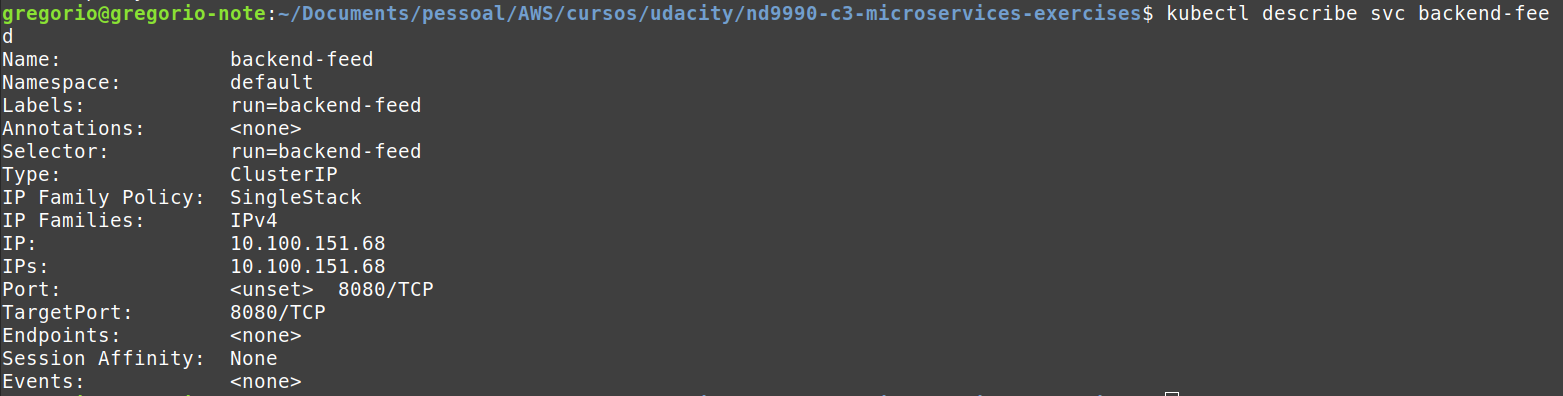 gregorio@gregorio-note:~/Documents/pessoal/AWS/cursos/udacity/nd9990-c3-microservices-exercises$ kubectl describe svc backend-fee
d
Name:              backend-feed
Namespace:         default
Labels:            run=backend-feed
Annotations:       <none>
Selector:          run=backend-feed
Type:              ClusterIP
IP Family Policy:  SingleStack
IP Families:       IPv4
IP:                10.100.151.68
IPs:               10.100.151.68
Port:              <unset>  8080/TCP
TargetPort:        8080/TCP
Endpoints:         <none>
Session Affinity:  None
Events:            <none>